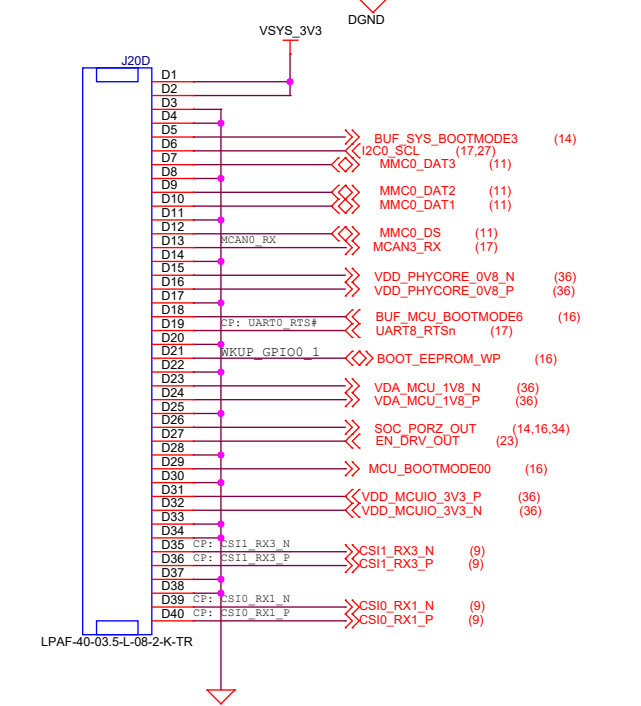 DGND
VSYS_3V3
J20D
D1
D2
D3
D4
D5 BUF_SYS_BOOTMODE3 (14)
D6 I2C0_SCL (17,27)
D7 MMC0_DAT3 (11)
D8
D9 MMC0_DAT2 (11)
D10 MMC0_DAT1 (11)
D11
D12 MMC0_DS (11)
D13 MCAN0_RX MCAN3_RX (17)
D14
D15 VDD_PHYCORE_0V8_N (36)
D16 VDD_PHYCORE_0V8_P (36)
D17
D18 BUF_MCU_BOOTMODE6 (16)
D19 CP: UART0_RTS# UART8_RTSn (17)
D20
D21 WKUP_GPIO0_1 BOOT_EEPROM_WP (16)
D22
D23 VDA_MCU_1V8_N (36)
D24 VDA_MCU_1V8_P (36)
D25
D26 SOC_PORZ_OUT (14,16,34)
D27 EN_DRV_OUT (23)
D28
D29 MCU_BOOTMODE00 (16)
D30
D31 VDD_MCUIO_3V3_P (36)
D32 VDD_MCUIO_3V3_N (36)
D33
D34
D35 CP: CSI1_RX3_N CSI1_RX3_N (9)
D36 CP: CSI1_RX3_P CSI1_RX3_P (9)
D37
D38
D39 CP: CSI0_RX1_N CSI0_RX1_N (9)
D40 CP: CSI0_RX1_P CSI0_RX1_P (9)
LPAF-40-03.5-L-08-2-K-TR